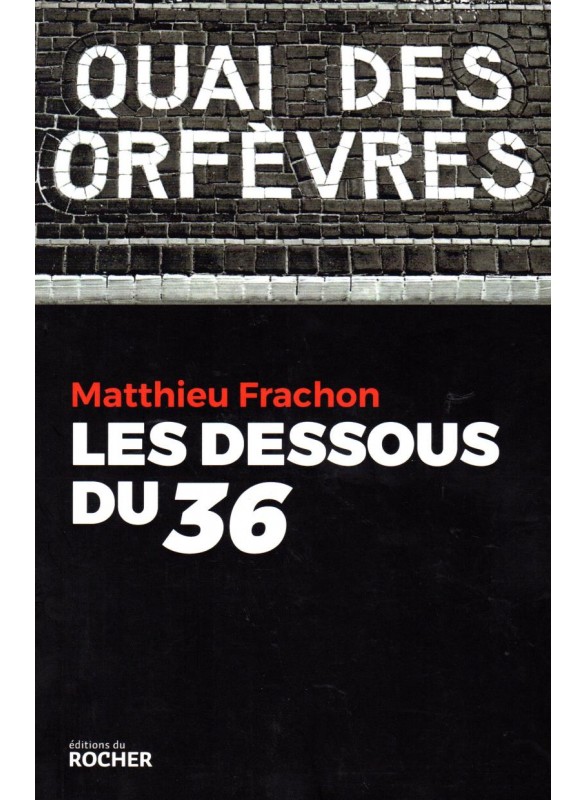 QUAI DES
ORFÈVRES
Matthieu Frachon
LES DESSOUS
DU 36
éditions du
ROCHER